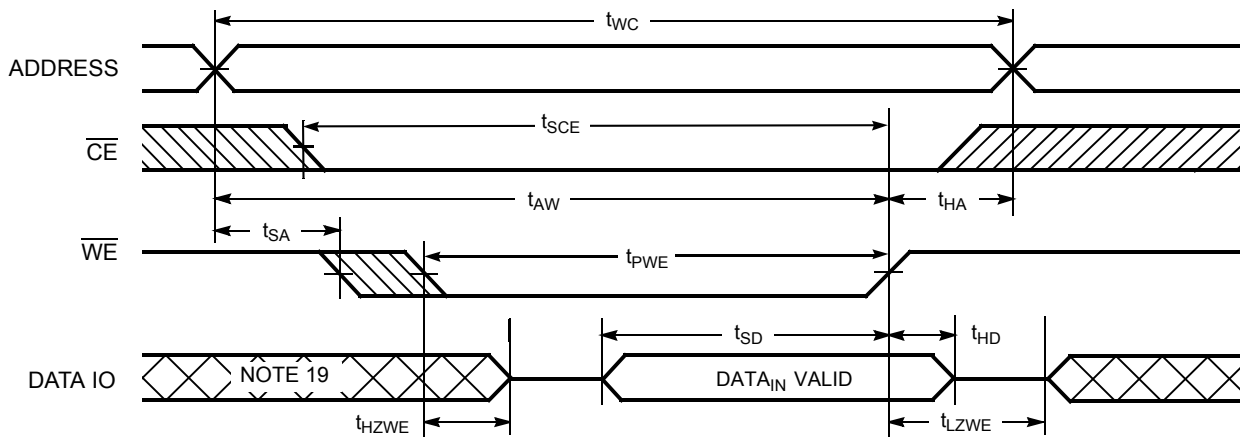 tWC
ADDRESS
tSCE
CE
tAW
tHA
tSA
WE
tPWE
tSD
tHD
DATA IO
NOTE 19
DATAIN VALID
tHZWE
tLZWE